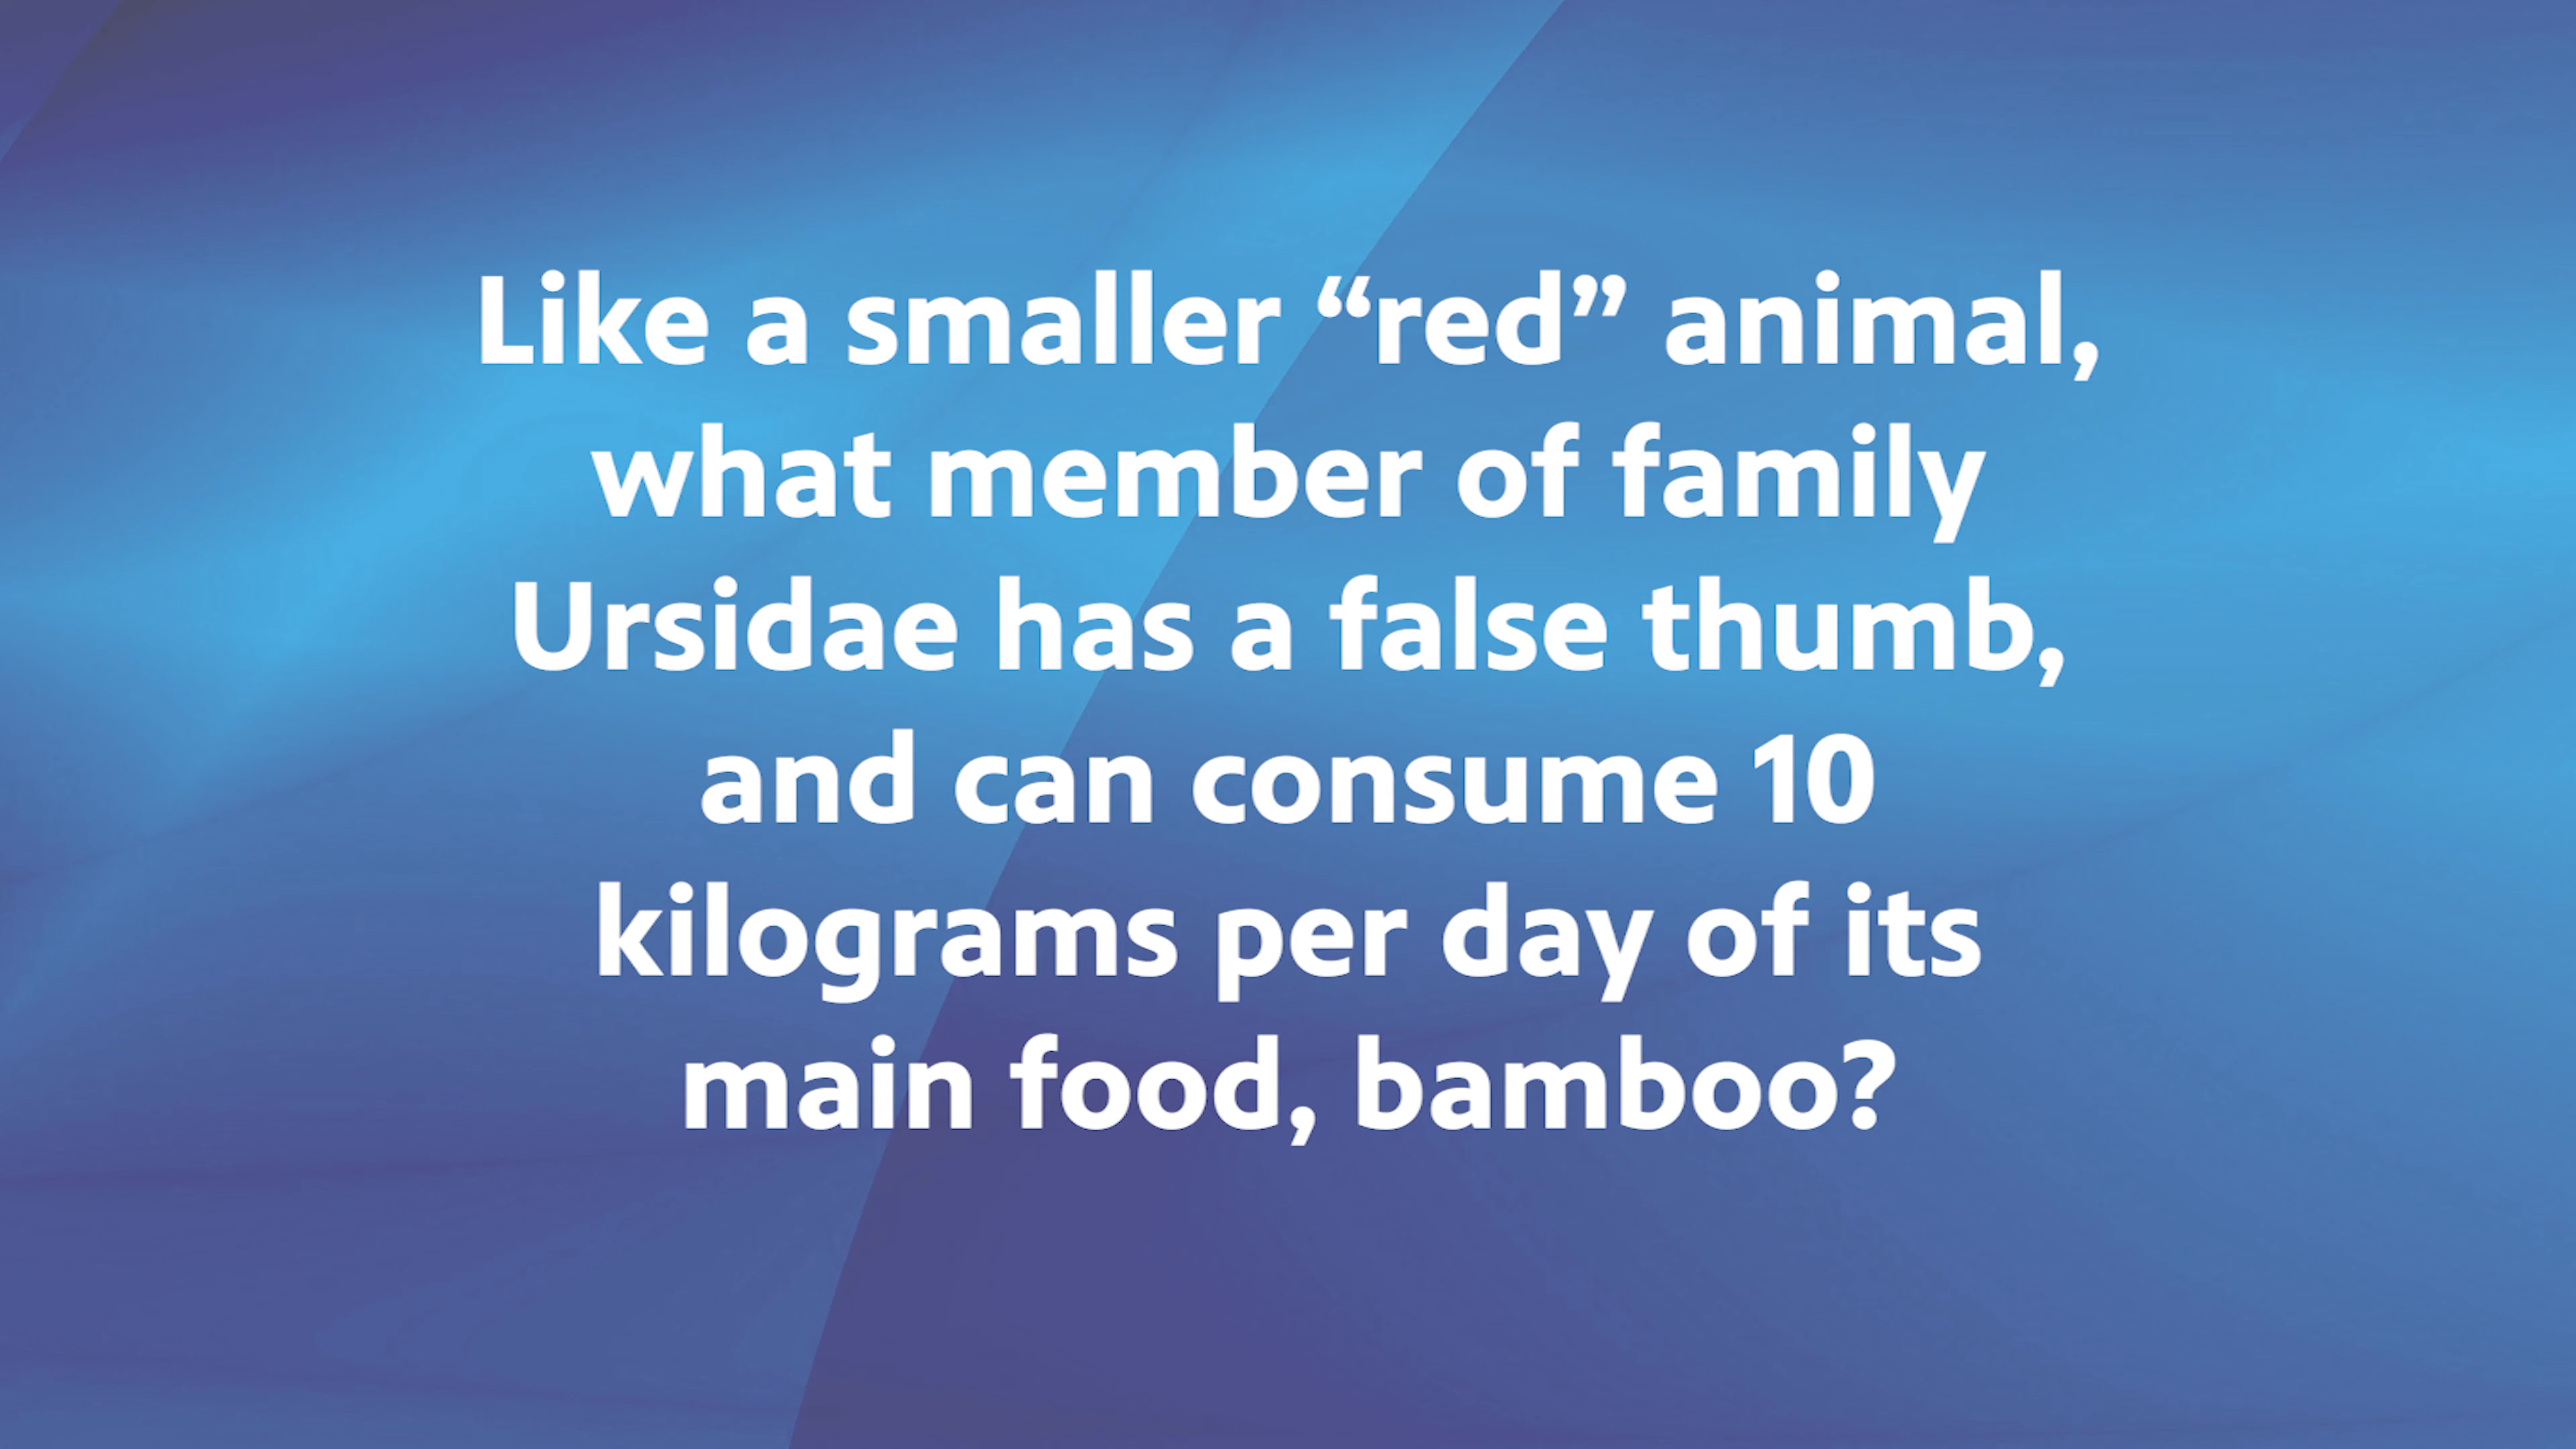 Like a smaller “red” animal,
what member of family
Ursidae has a false thumb,
and can consume 10
kilograms per day of its
main food, bamboo?